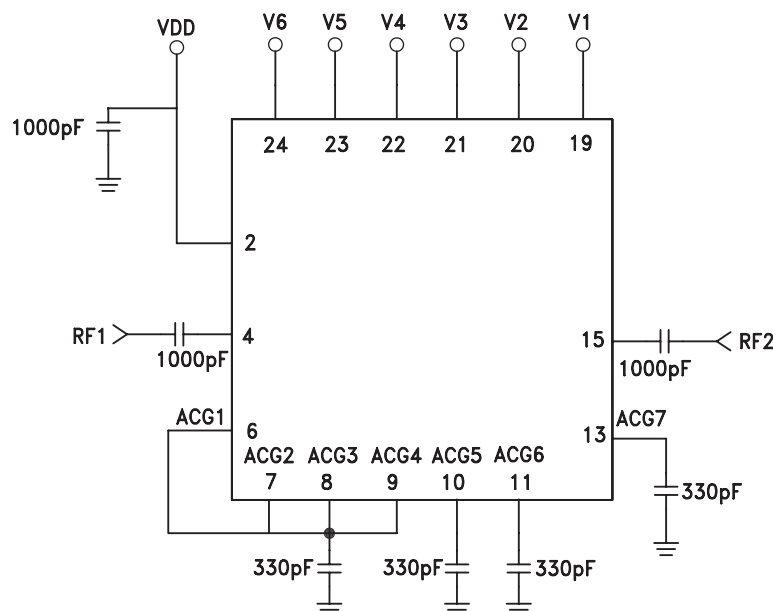 VDD V6 V5 V4 V3 V2 V1
1000pF
24 23 22 21 20 19
2
RF1 4 15 RF2
1000pF 1000pF
ACG1 ACG7
6 13
ACG2 ACG3 ACG4 ACG5 ACG6
7 8 9 10 11
330pF
330pF 330pF 330pF